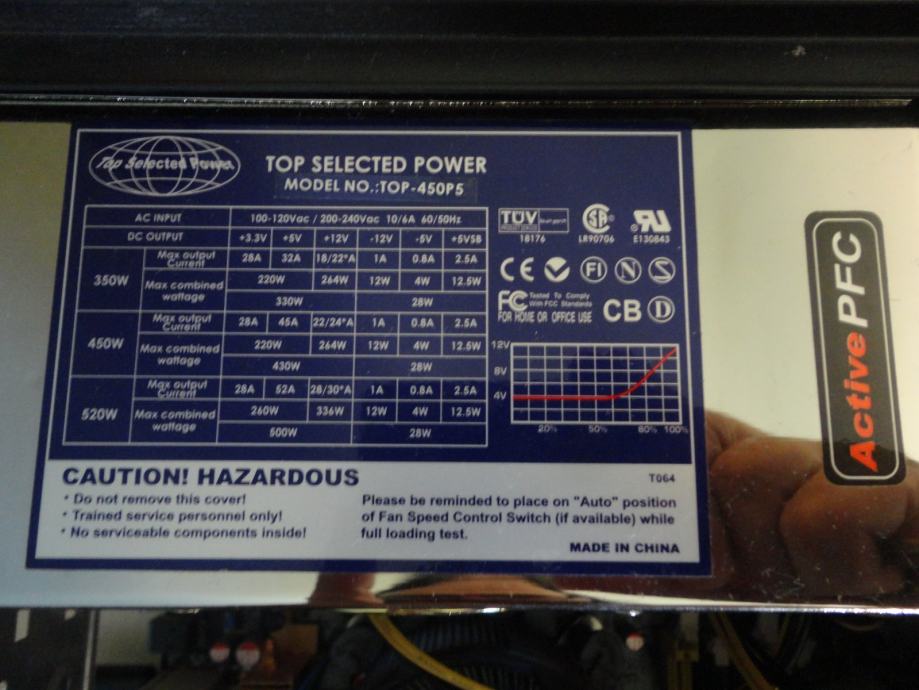 Top Selected Power
TOP SELECTED POWER
MODEL NO.:TOP-450P5
AC INPUT 100-120Vac / 200-240Vac 10/6A 60/50Hz
DC OUTPUT +3.3V +5V +12V -12V -5V +5VSB
350W Max output Current 28A 32A 18/22*A 1A 0.8A 2.5A
Max combined wattage 220W 264W 12W 4W 12.5W
330W 28W
450W Max output Current 28A 45A 22/24*A 1A 0.8A 2.5A
Max combined wattage 220W 264W 12W 4W 12.5W
430W 28W
520W Max output Current 28A 52A 28/30*A 1A 0.8A 2.5A
Max combined wattage 260W 336W 12W 4W 12.5W
500W 28W
TÜV
18176
LR90706
E130843
CE FI N S
FC Tested To Comply
With FCC Standards
FOR HOME OR OFFICE USE
CB D
12V
8V
4V
20% 50% 80% 100%
CAUTION! HAZARDOUS
* Do not remove this cover!
* Trained service personnel only!
* No serviceable components inside!
T064
Please be reminded to place on "Auto" position
of Fan Speed Control Switch (if available) while
full loading test.
MADE IN CHINA
Active PFC